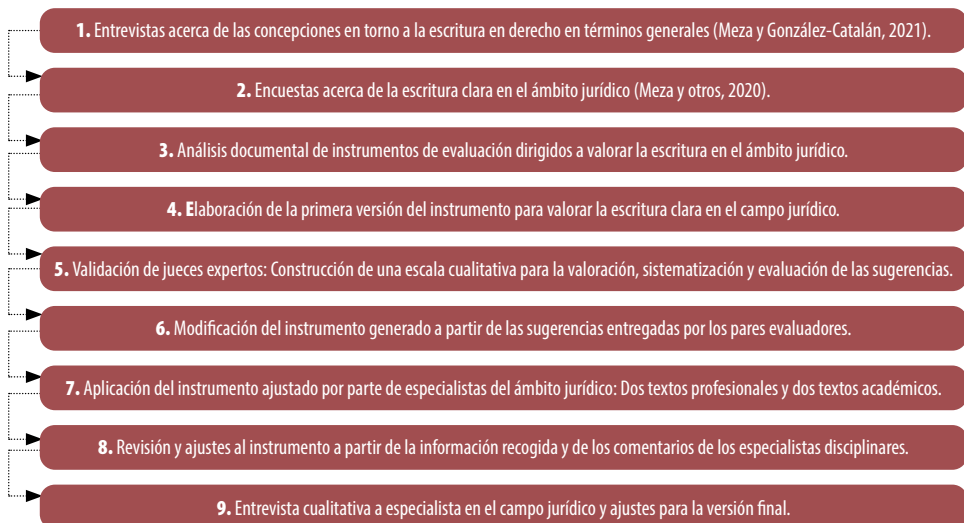 1. Entrevistas acerca de las concepciones en torno a la escritura en derecho en términos generales (Meza y González-Catalán, 2021).
2. Encuestas acerca de la escritura clara en el ámbito jurídico (Meza y otros, 2020).
3. Análisis documental de instrumentos de evaluación dirigidos a valorar la escritura en el ámbito jurídico.
4. Elaboración de la primera versión del instrumento para valorar la escritura clara en el campo jurídico.
5. Validación de jueces expertos: Construcción de una escala cualitativa para la valoración, sistematización y evaluación de las sugerencias.
6. Modificación del instrumento generado a partir de las sugerencias entregadas por los pares evaluadores.
7. Aplicación del instrumento ajustado por parte de especialistas del ámbito jurídico: Dos textos profesionales y dos textos académicos.
8. Revisión y ajustes al instrumento a partir de la información recogida y de los comentarios de los especialistas disciplinares.
9. Entrevista cualitativa a especialista en el campo jurídico y ajustes para la versión final.